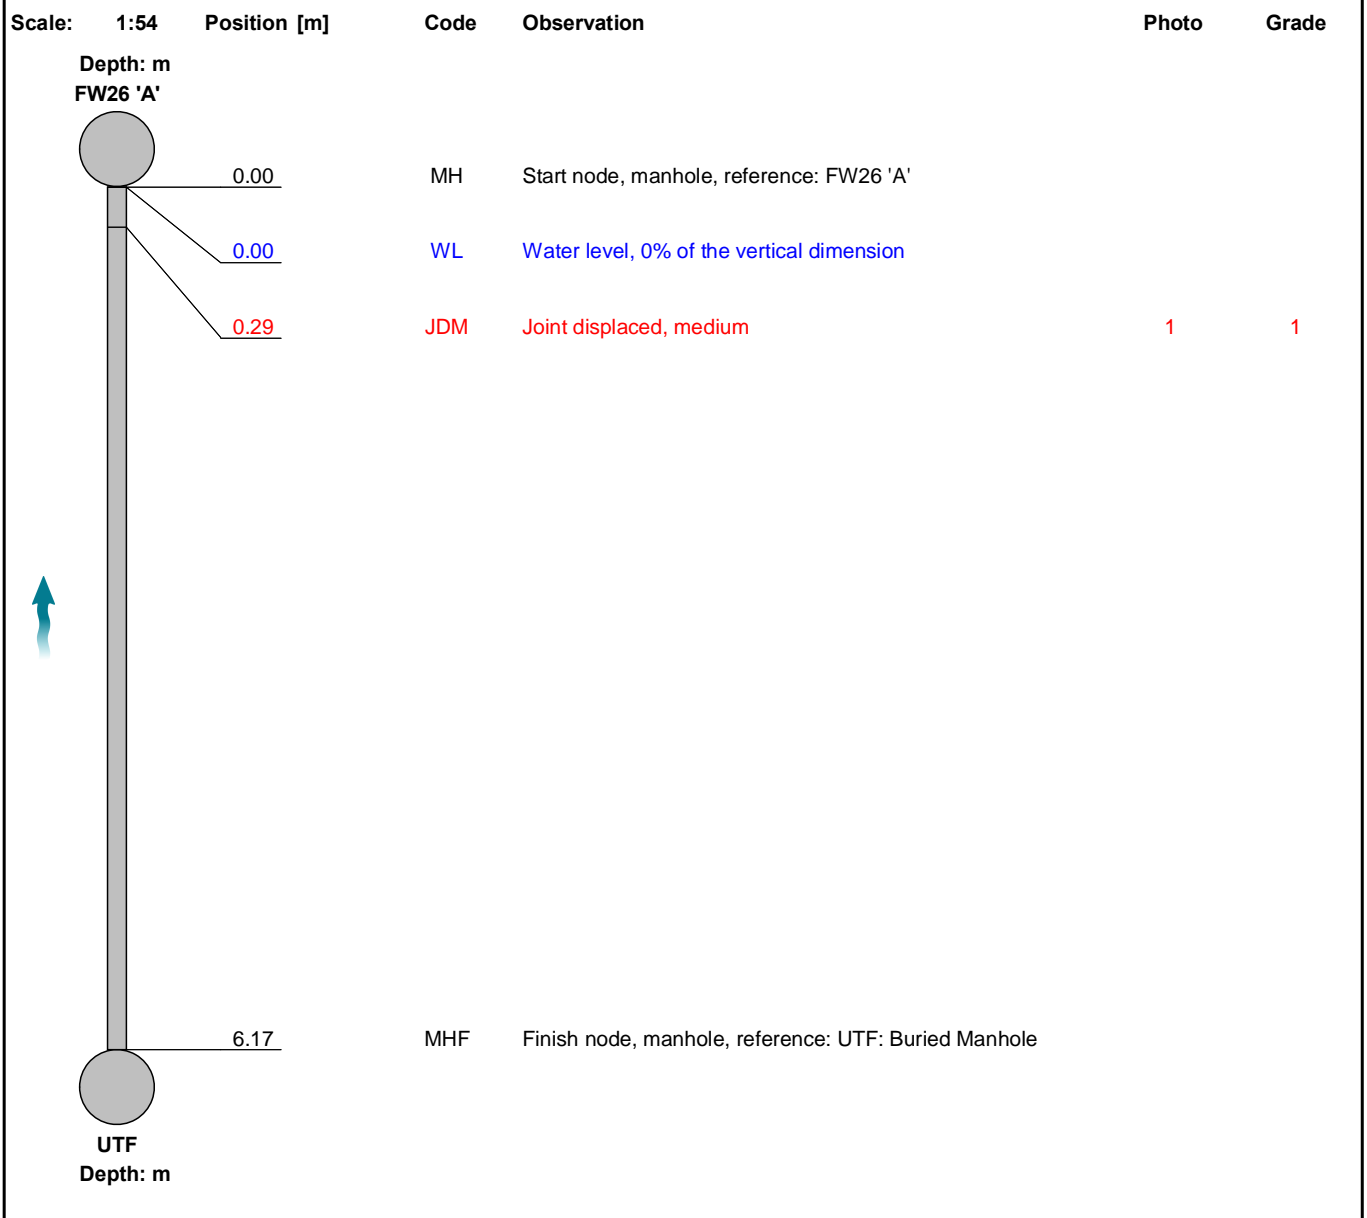 Scale: 1:54 Position [m] Code Observation Photo Grade
Depth: m
FW26 'A'
0.00 MH Start node, manhole, reference: FW26 'A'
0.00 WL Water level, 0% of the vertical dimension
0.29 JDM Joint displaced, medium 1 1
6.17 MHF Finish node, manhole, reference: UTF: Buried Manhole
UTF
Depth: m